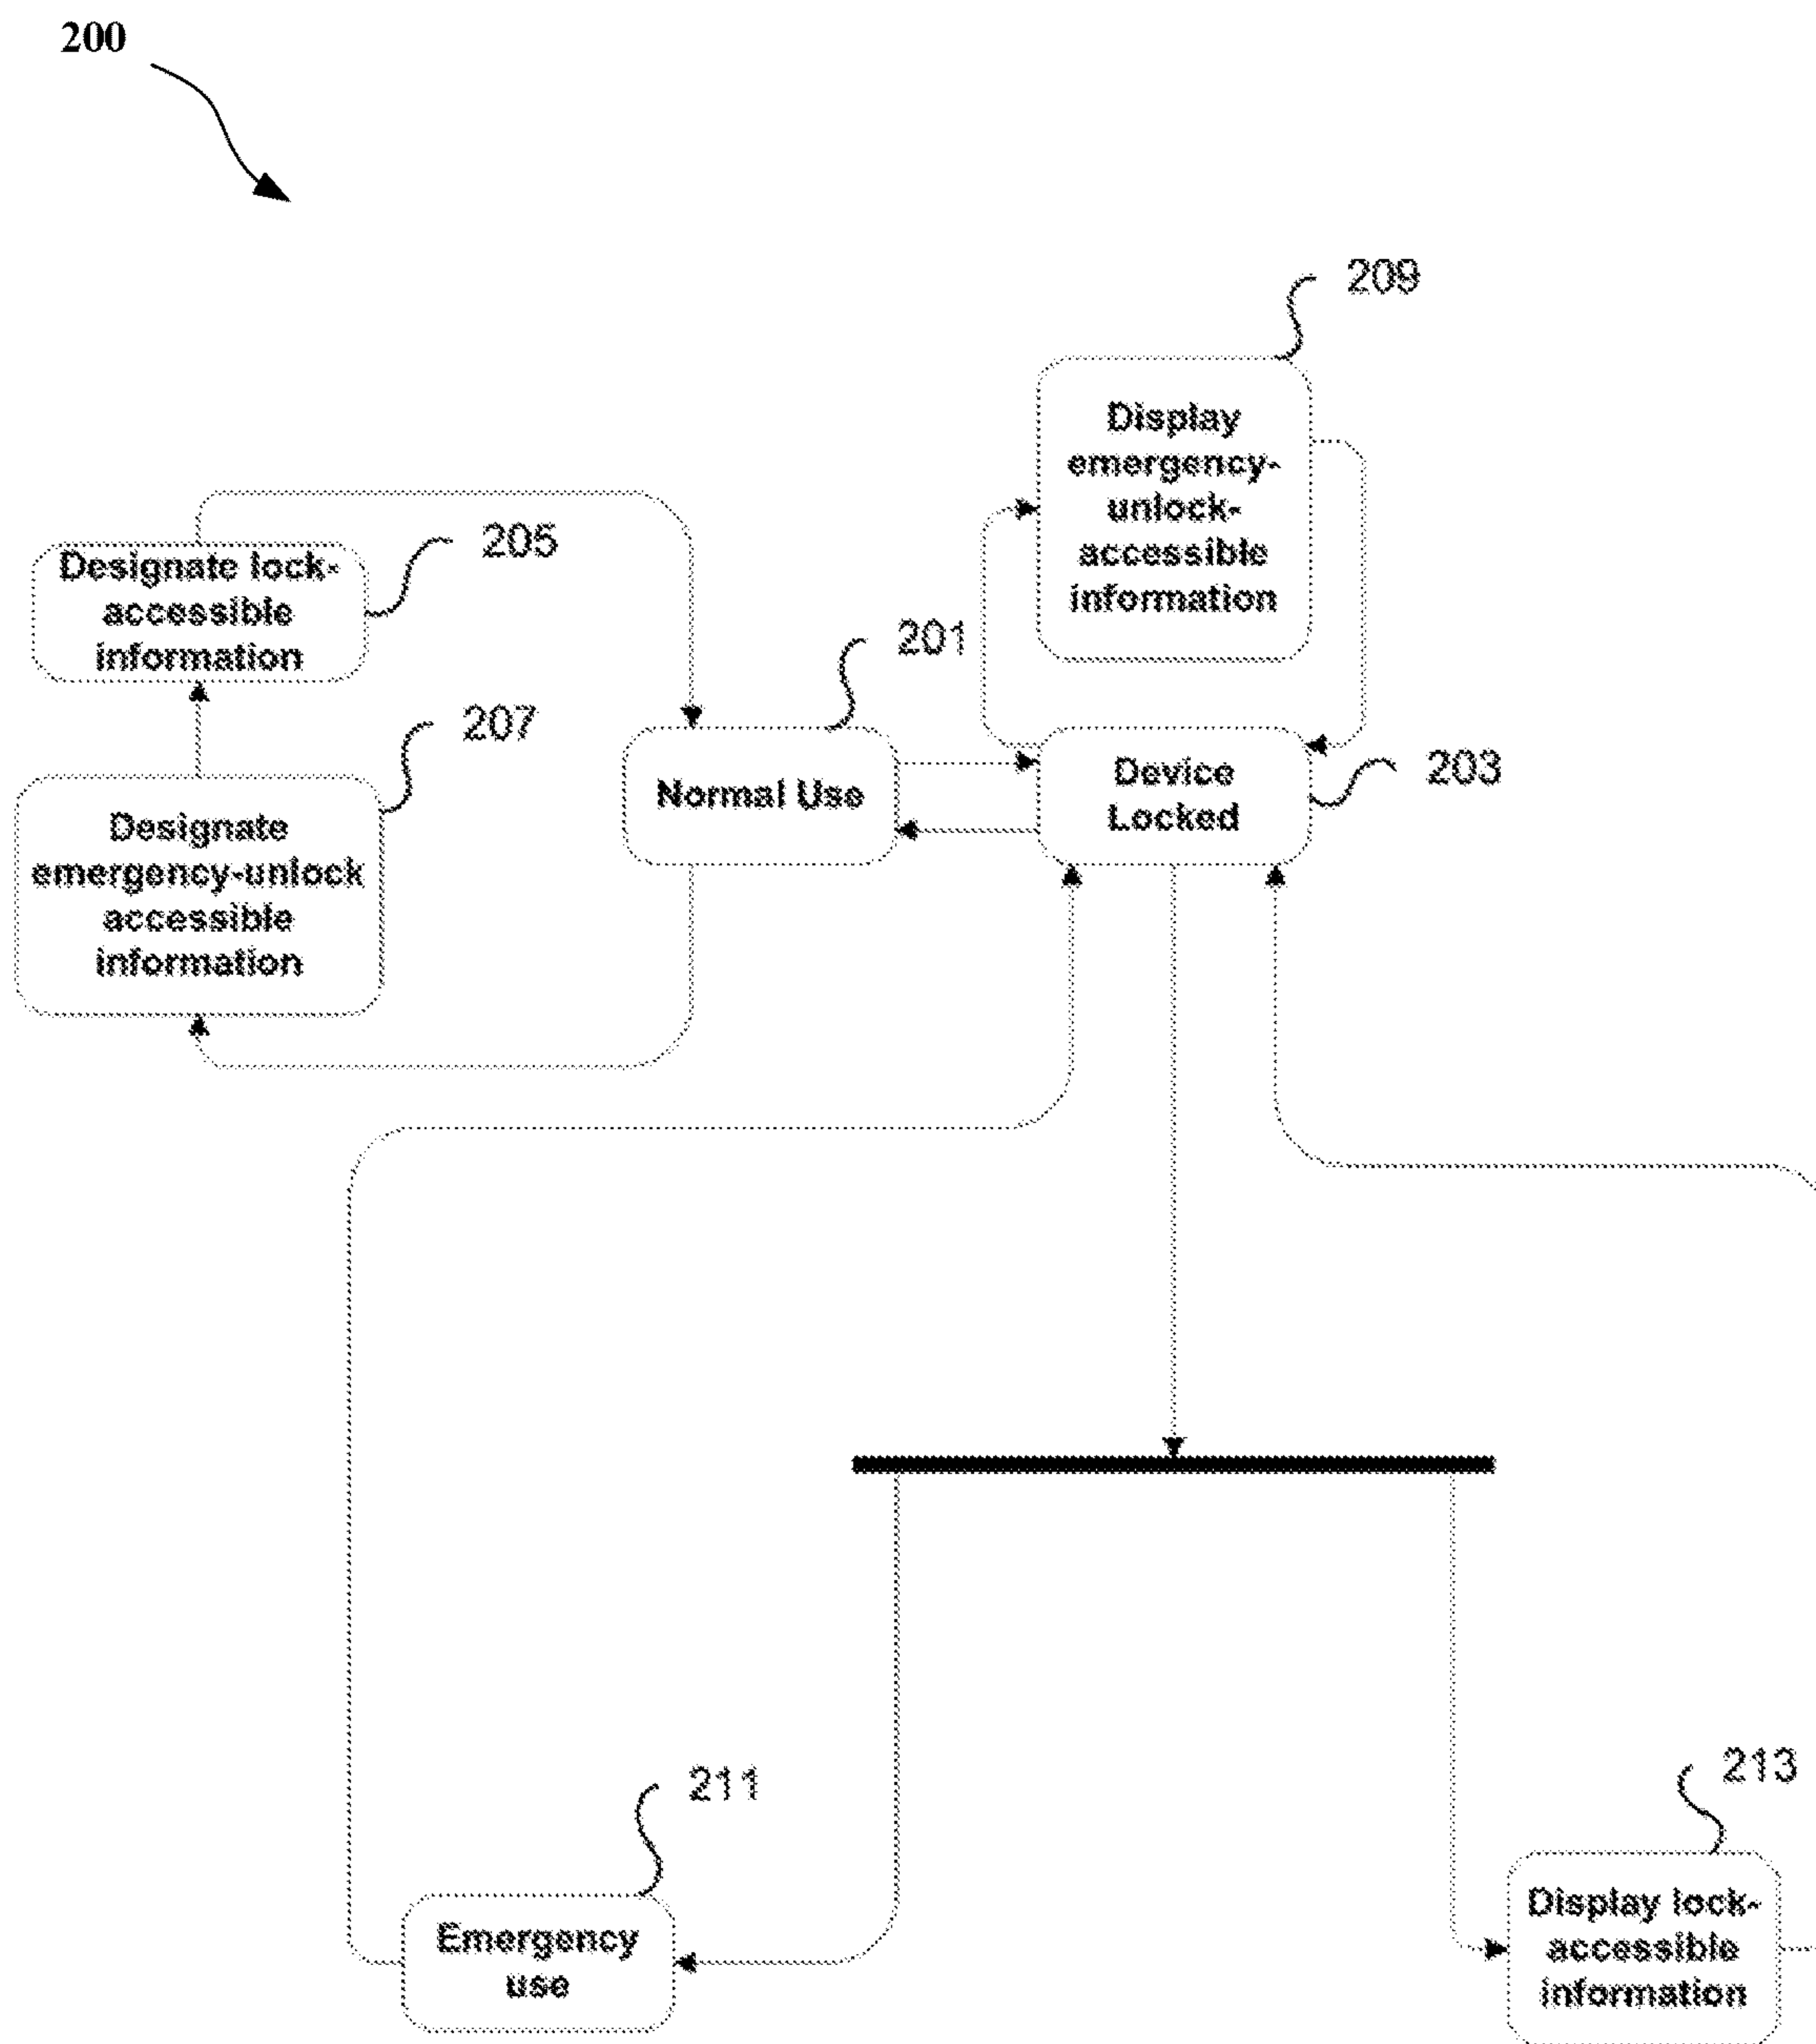 200
209
Display
emergency-
unlock-
accessible
information
205
Designate lock-
accessible
information
201
207
Normal Use
Device
Locked
203
Designate
emergency-unlock
accessible
information
211
213
Emergency
use
Display lock-
accessible
information